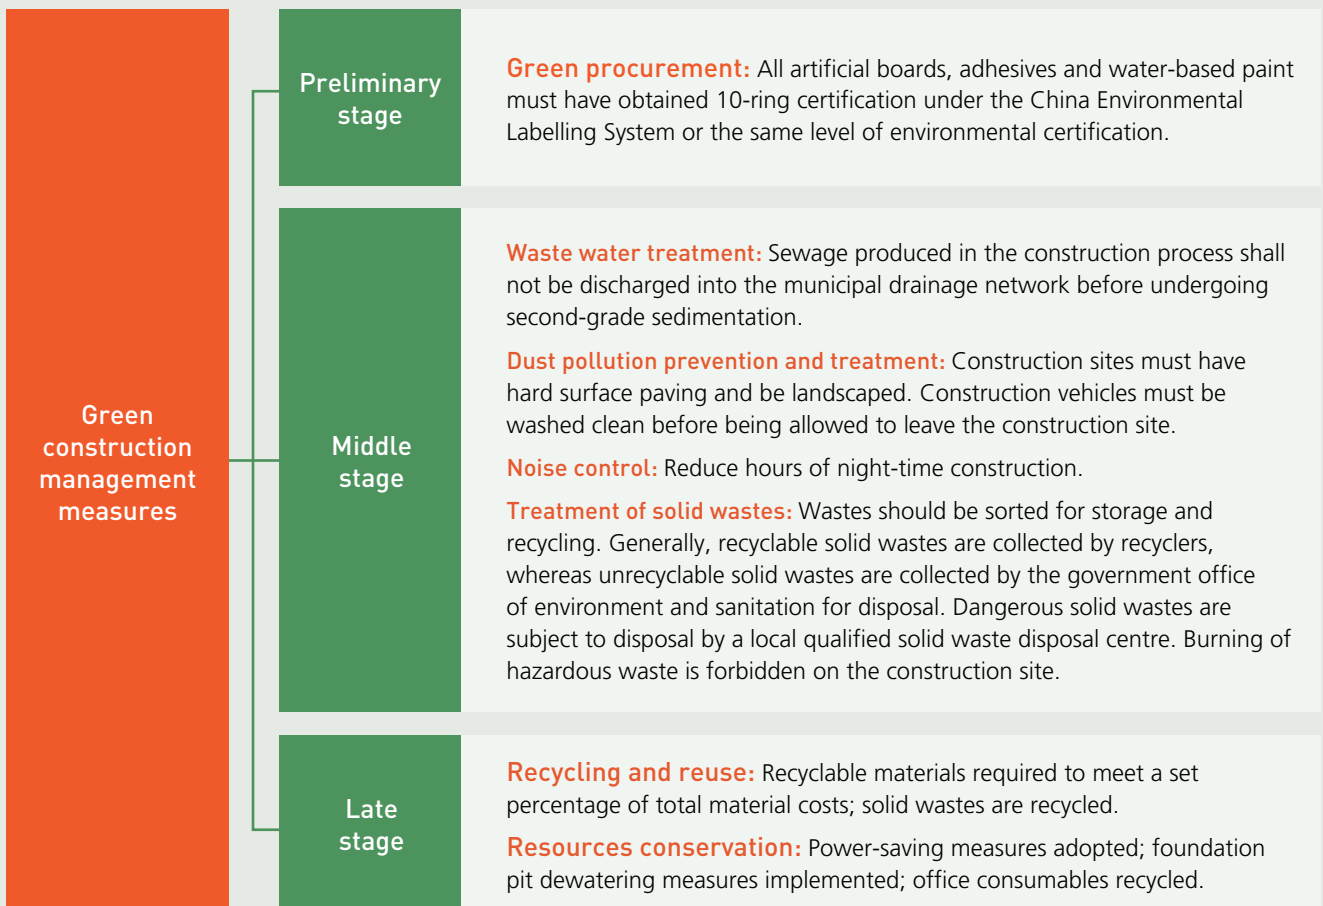 Green
construction
management
measures
Preliminary
stage
Green procurement: All artificial boards, adhesives and water-based paint
must have obtained 10-ring certification under the China Environmental
Labelling System or the same level of environmental certification.
Middle
stage
Waste water treatment: Sewage produced in the construction process shall
not be discharged into the municipal drainage network before undergoing
second-grade sedimentation.
Dust pollution prevention and treatment: Construction sites must have
hard surface paving and be landscaped. Construction vehicles must be
washed clean before being allowed to leave the construction site.
Noise control: Reduce hours of night-time construction.
Treatment of solid wastes: Wastes should be sorted for storage and
recycling. Generally, recyclable solid wastes are collected by recyclers,
whereas unrecyclable solid wastes are collected by the government office
of environment and sanitation for disposal. Dangerous solid wastes are
subject to disposal by a local qualified solid waste disposal centre. Burning of
hazardous waste is forbidden on the construction site.
Late
stage
Recycling and reuse: Recyclable materials required to meet a set
percentage of total material costs; solid wastes are recycled.
Resources conservation: Power-saving measures adopted; foundation
pit dewatering measures implemented; office consumables recycled.